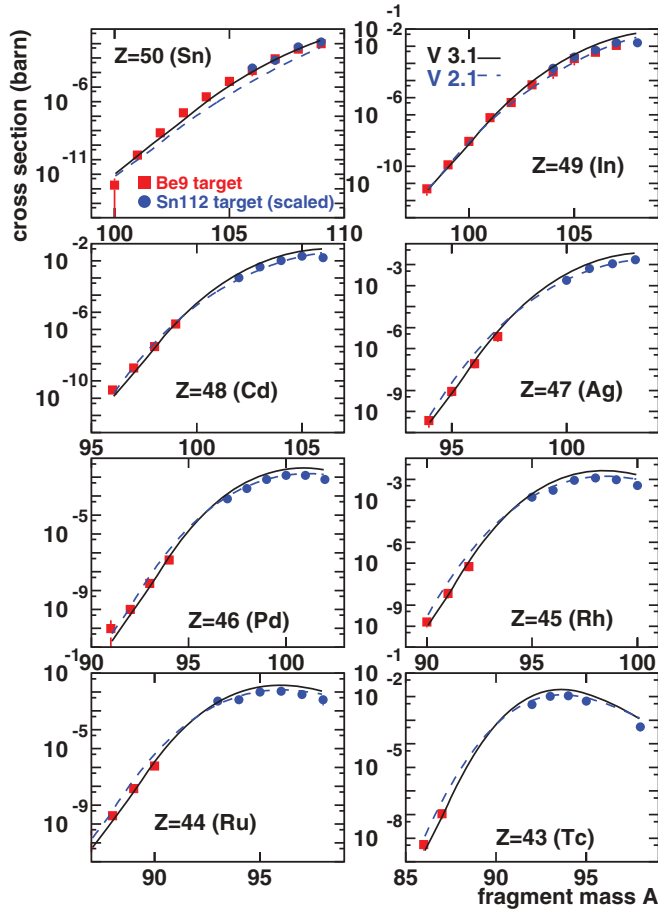 cross section (barn)
Z=50 (Sn)
10 -6
10 -11
Be9 target
Sn112 target (scaled)
100 105 110
10 -1
10 -2
10 -6
10 -11
V 3.1
V 2.1
Z=49 (In)
100 105
10 -2
10 -6
10 -10
Z=48 (Cd)
95 100 105
10 -3
10 -6
10 -9
Z=47 (Ag)
95 100
10 -5
10 -9
Z=46 (Pd)
90 95 100
10 -3
10 -6
10 -9
Z=45 (Rh)
90 95 100
10 -1
10 -5
10 -9
Z=44 (Ru)
90 95
10 -2
10 -5
10 -8
Z=43 (Tc)
85 90 95
fragment mass A